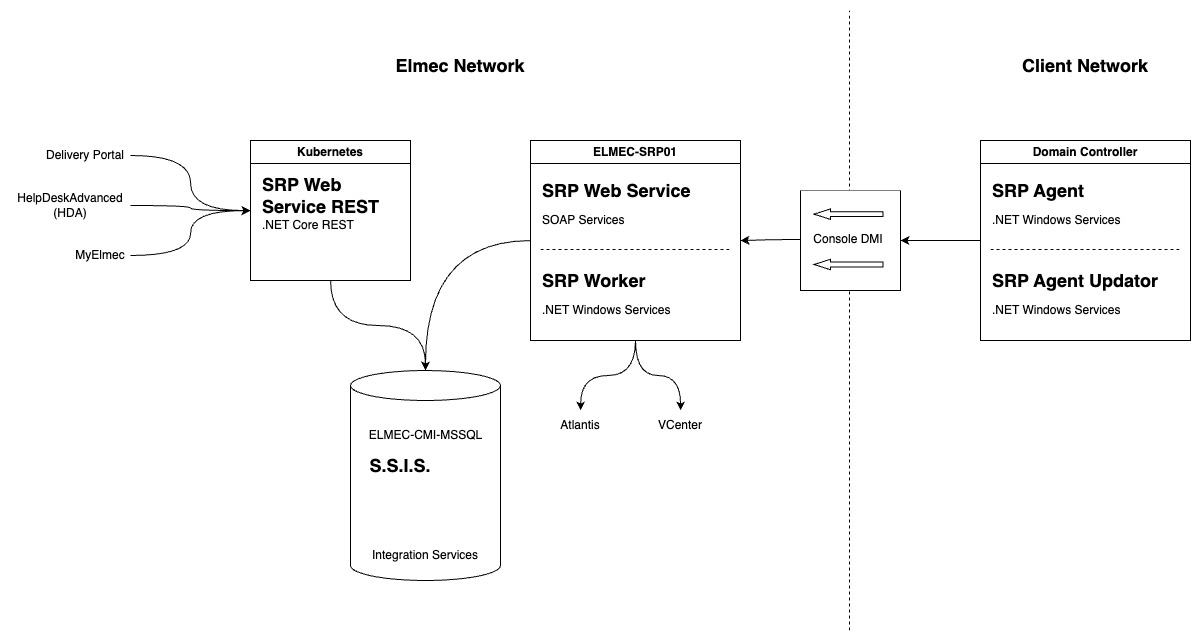 Elmec Network
Client Network
Delivery Portal
HelpDeskAdvanced
(HDA)
MyElmec
Kubernetes
SRP Web
Service REST
.NET Core REST
ELMEC-SRP01
SRP Web Service
SOAP Services
SRP Worker
.NET Windows Services
Console DMI
Domain Controller
SRP Agent
.NET Windows Services
SRP Agent Updator
.NET Windows Services
Atlantis
VCenter
ELMEC-CMI-MSSQL
S.S.I.S.
Integration Services